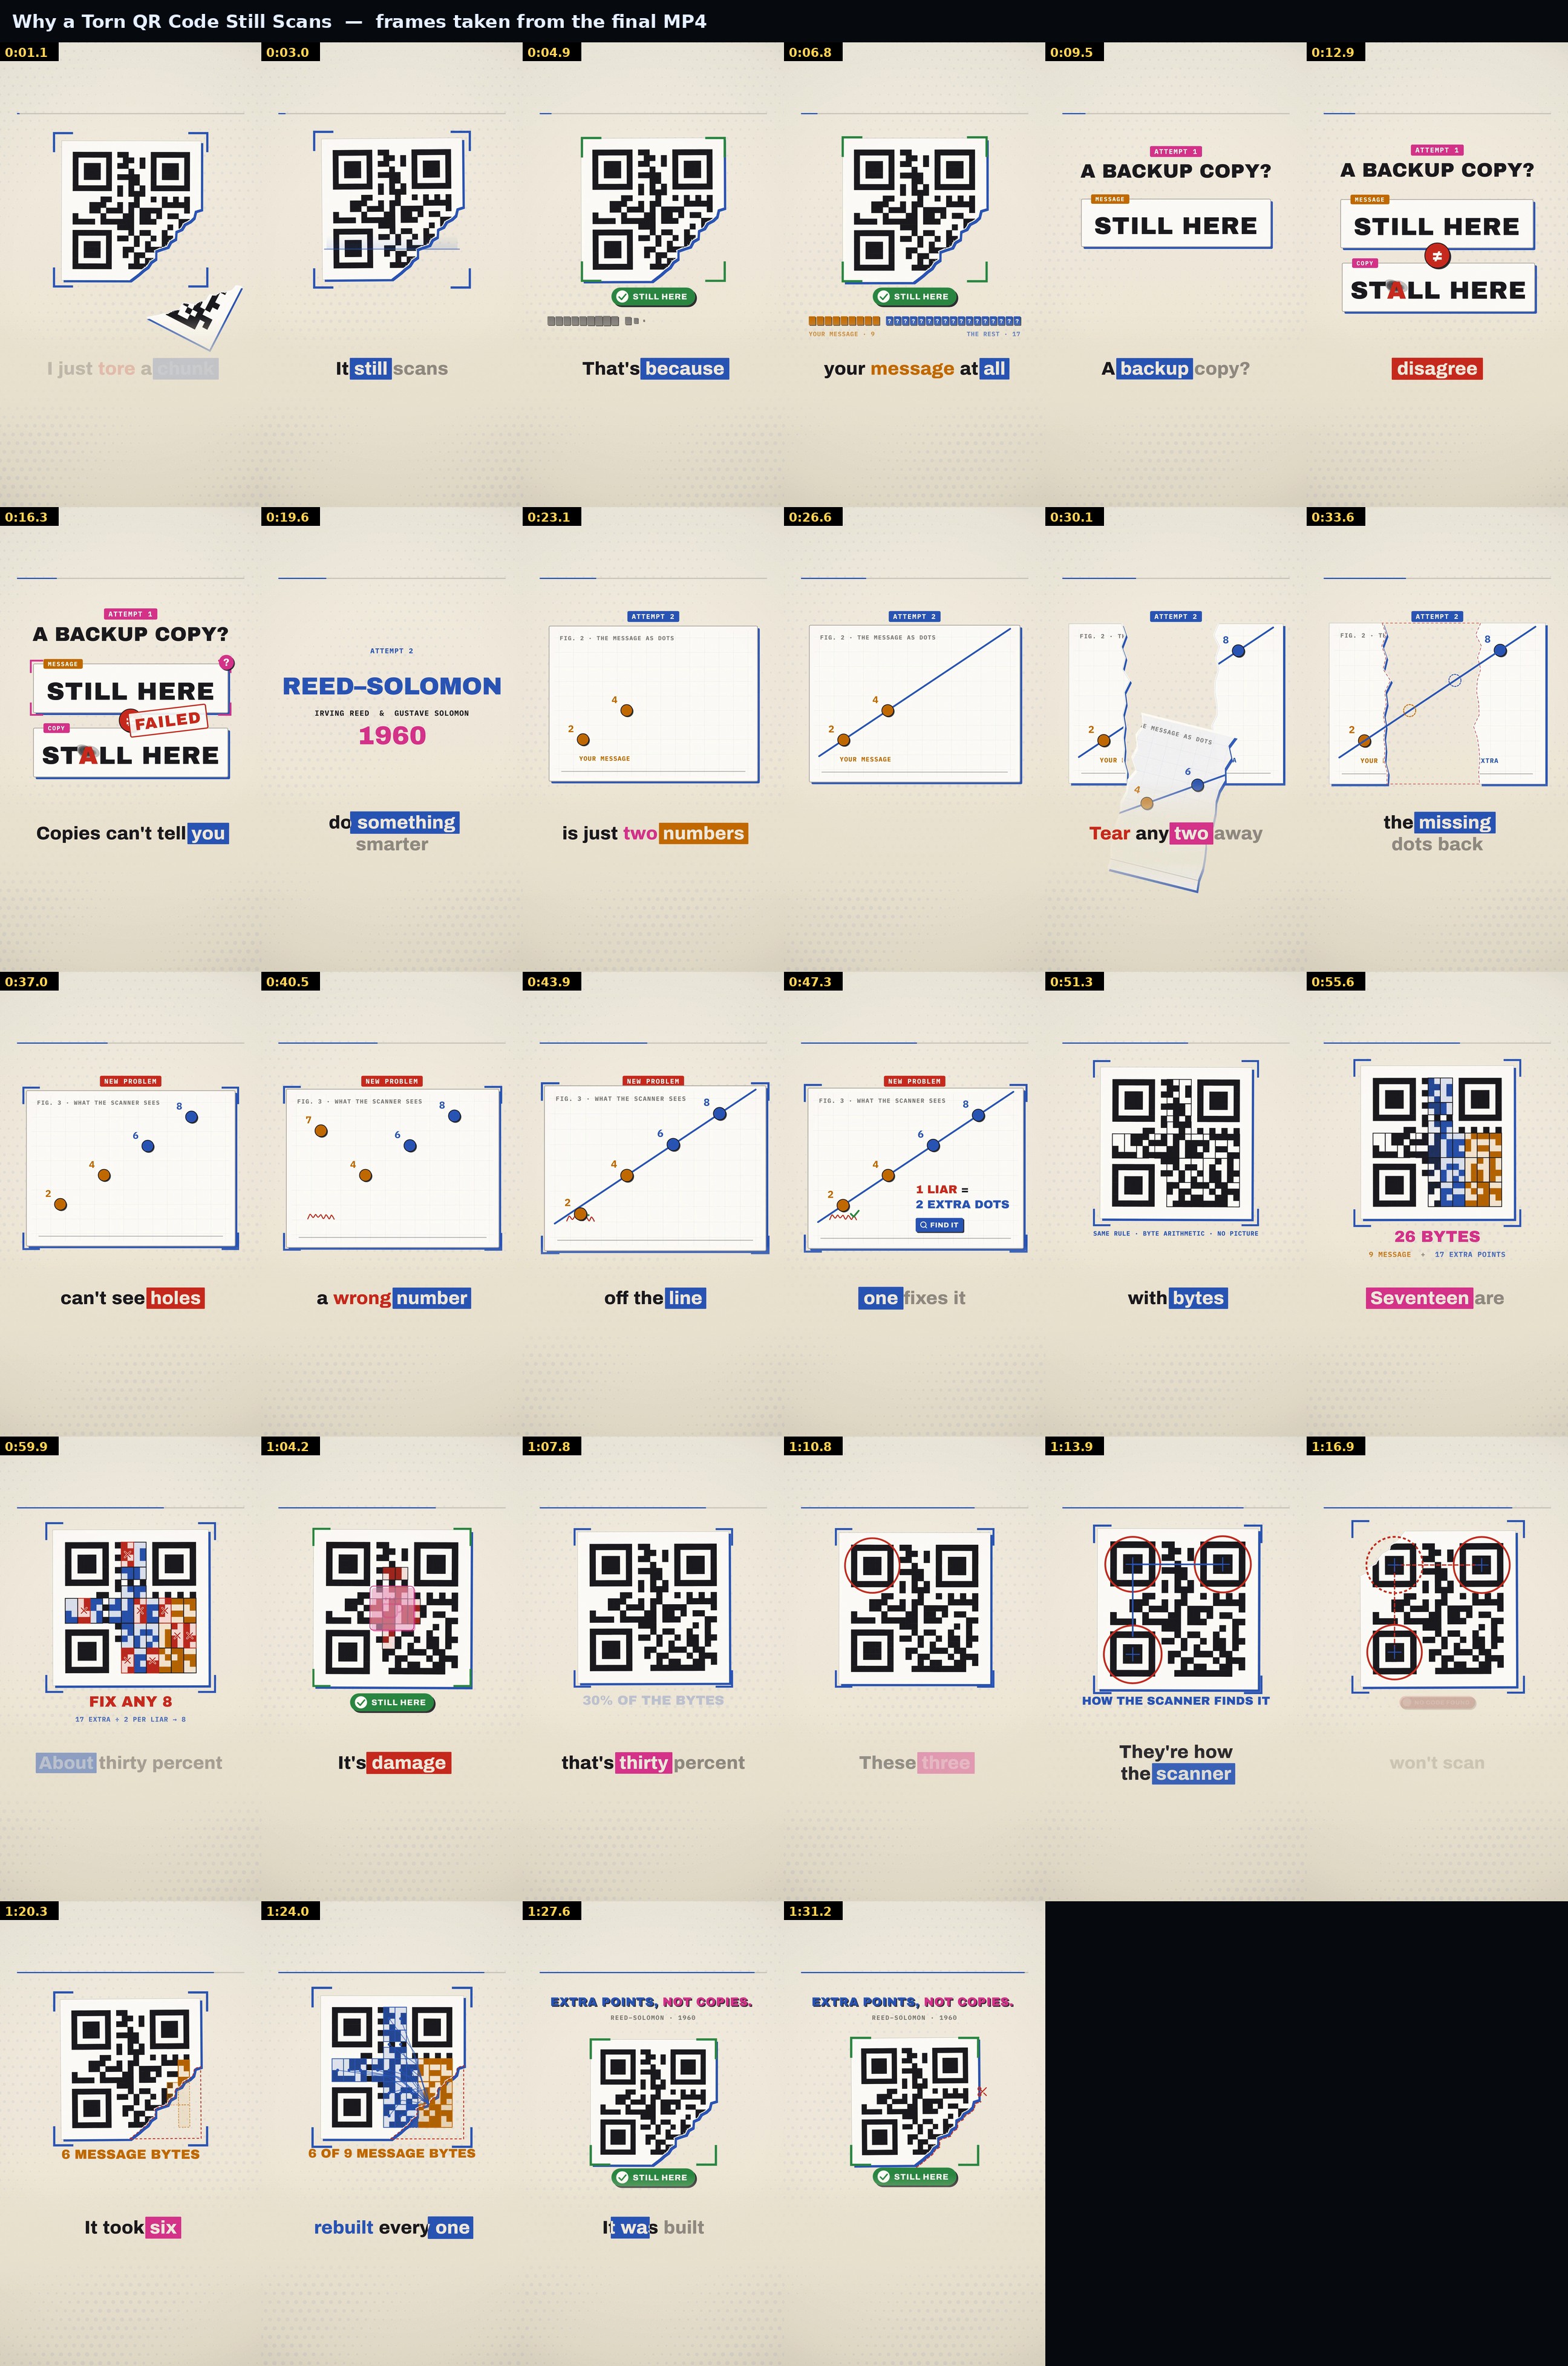 Why a Torn QR Code Still Scans — frames taken from the final MP4
0:01.1
I just tore a chunk
0:03.0
It still scans
0:04.9
STILL HERE
That's because
0:06.8
STILL HERE
YOUR MESSAGE · 9
THE REST · 17
your message at all
0:09.5
ATTEMPT 1
A BACKUP COPY?
MESSAGE
STILL HERE
A backup copy?
0:12.9
ATTEMPT 1
A BACKUP COPY?
MESSAGE
STILL HERE
≠
COPY
STALL HERE
disagree
0:16.3
ATTEMPT 1
A BACKUP COPY?
MESSAGE
?
STILL HERE
FAILED
COPY
STALL HERE
Copies can't tell you
0:19.6
ATTEMPT 2
REED–SOLOMON
IRVING REED & GUSTAVE SOLOMON
1960
do something
smarter
0:23.1
ATTEMPT 2
FIG. 2 · THE MESSAGE AS DOTS
4
2
YOUR MESSAGE
is just two numbers
0:26.6
ATTEMPT 2
FIG. 2 · THE MESSAGE AS DOTS
4
2
YOUR MESSAGE
0:30.1
ATTEMPT 2
FIG. 2 · TH
8
2
E MESSAGE AS DOTS
YOUR
A
6
4
Tear any two away
0:33.6
ATTEMPT 2
FIG. 2 · TH
8
2
YOUR
XTRA
the missing
dots back
0:37.0
NEW PROBLEM
FIG. 3 · WHAT THE SCANNER SEES
8
6
4
2
can't see holes
0:40.5
NEW PROBLEM
FIG. 3 · WHAT THE SCANNER SEES
8
7
6
4
a wrong number
0:43.9
NEW PROBLEM
FIG. 3 · WHAT THE SCANNER SEES
8
6
4
2
off the line
0:47.3
NEW PROBLEM
FIG. 3 · WHAT THE SCANNER SEES
8
6
4
2
1 LIAR =
2 EXTRA DOTS
FIND IT
one fixes it
0:51.3
SAME RULE · BYTE ARITHMETIC · NO PICTURE
with bytes
0:55.6
26 BYTES
9 MESSAGE + 17 EXTRA POINTS
Seventeen are
0:59.9
FIX ANY 8
17 EXTRA ÷ 2 PER LIAR → 8
About thirty percent
1:04.2
STILL HERE
It's damage
1:07.8
30% OF THE BYTES
that's thirty percent
1:10.8
These three
1:13.9
HOW THE SCANNER FINDS IT
They're how
the scanner
1:16.9
won't scan
1:20.3
6 MESSAGE BYTES
It took six
1:24.0
6 OF 9 MESSAGE BYTES
rebuilt every one
1:27.6
EXTRA POINTS, NOT COPIES.
REED–SOLOMON · 1960
STILL HERE
It was built
1:31.2
EXTRA POINTS, NOT COPIES.
REED–SOLOMON · 1960
STILL HERE